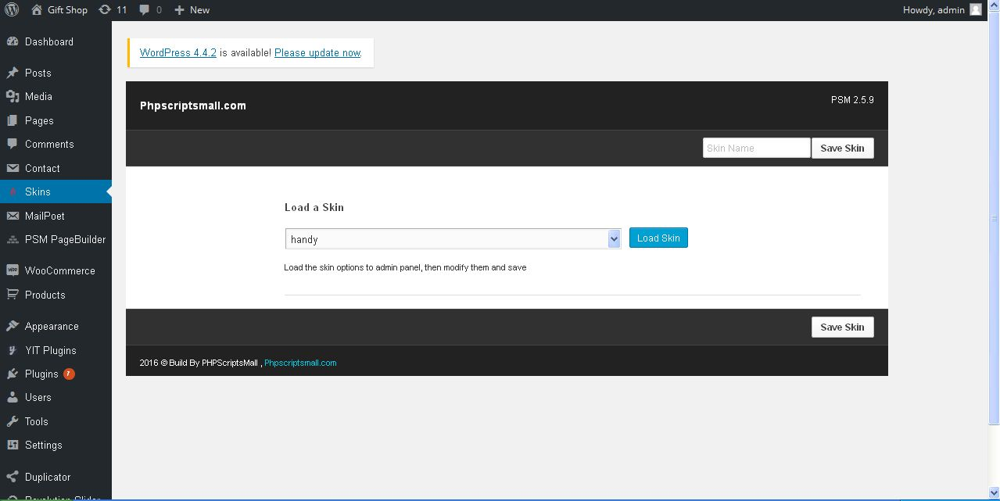 Gift Shop 11 0 New Howdy, admin
Dashboard
Posts
Media
Pages
Comments
Contact
Skins
MailPoet
PSM PageBuilder
WooCommerce
Products
Appearance
YIT Plugins
Plugins 7
Users
Tools
Settings
Duplicator
Revolution Slider
WordPress 4.4.2 is available! Please update now.
Phpscriptsmall.com
PSM 2.5.9
Skin Name Save Skin
Load a Skin
handy Load Skin
Load the skin options to admin panel, then modify them and save
Save Skin
2016 © Build By PHPScriptsMall , Phpscriptsmall.com